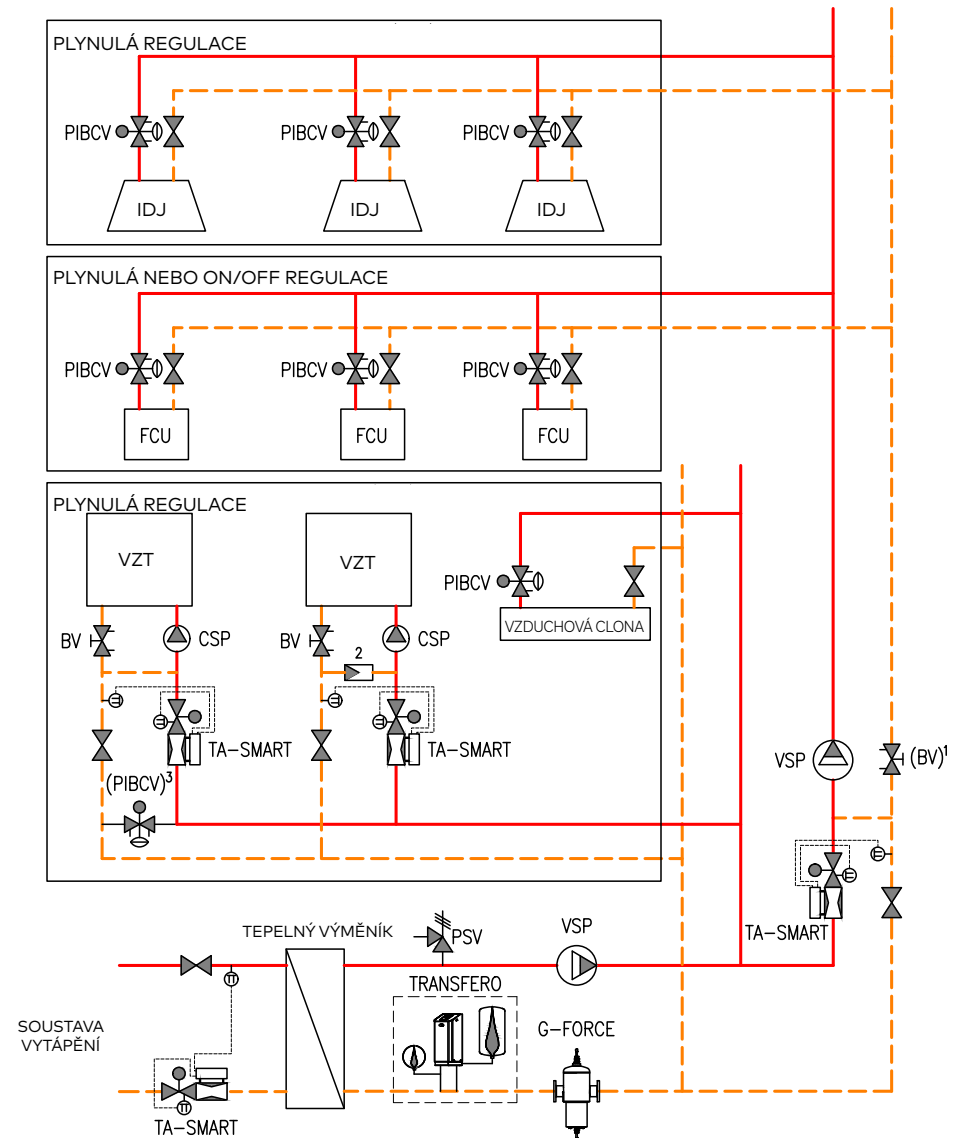 PLYNULÁ REGULACE
PIBCV PIBCV PIBCV
IDJ IDJ IDJ
PLYNULÁ NEBO ON/OFF REGULACE
PIBCV PIBCV PIBCV
FCU FCU FCU
PLYNULÁ REGULACE
VZT VZT
PIBCV
VZDUCHOVÁ CLONA
BV CSP BV CSP
2
TA-SMART TA-SMART
VSP (BV)¹
(PIBCV)³
TA-SMART
TEPELNÝ VÝMĚNÍK PSV VSP
TRANSFERO
SOUSTAVA
VYTÁPĚNÍ
G-FORCE
TA-SMART